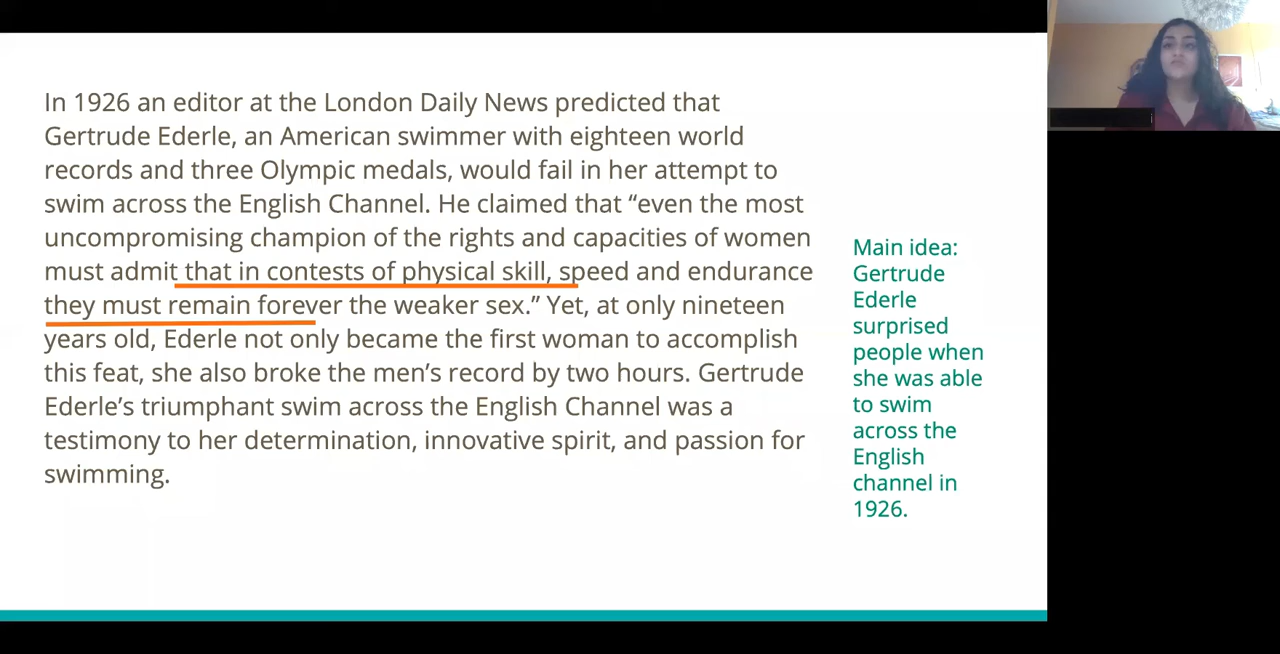 In 1926 an editor at the London Daily News predicted that
Gertrude Ederle, an American swimmer with eighteen world
records and three Olympic medals, would fail in her attempt to
swim across the English Channel. He claimed that “even the most
uncompromising champion of the rights and capacities of women
must admit that in contests of physical skill, speed and endurance
they must remain forever the weaker sex.” Yet, at only nineteen
years old, Ederle not only became the first woman to accomplish
this feat, she also broke the men’s record by two hours. Gertrude
Ederle’s triumphant swim across the English Channel was a
testimony to her determination, innovative spirit, and passion for
swimming.
Main idea:
Gertrude
Ederle
surprised
people when
she was able
to swim
across the
English
channel in
1926.